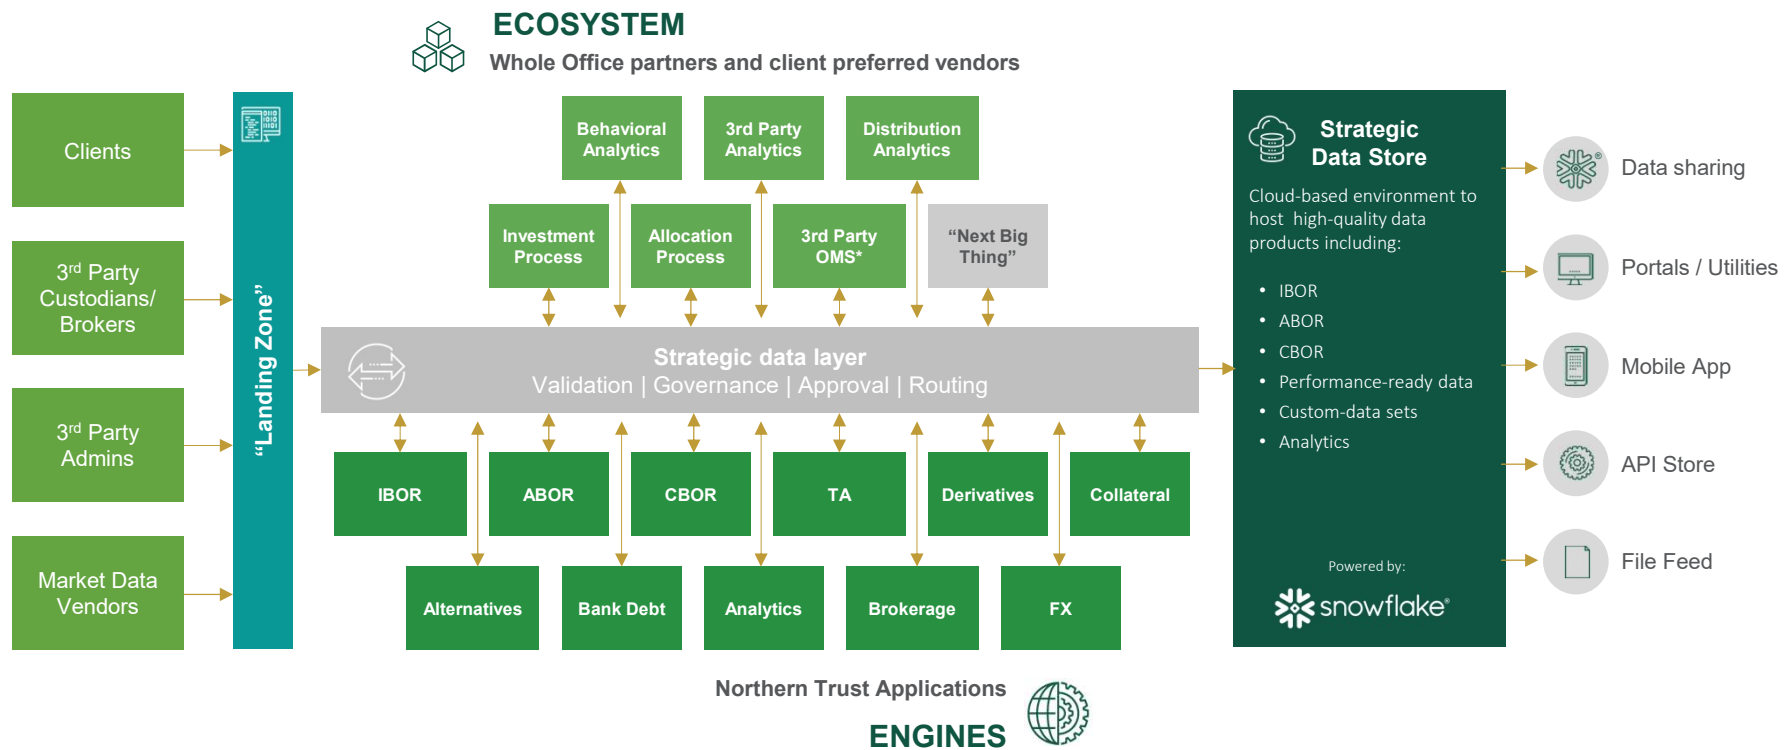 ECOSYSTEM
Whole Office partners and client preferred vendors
Clients
3rd Party
Custodians/
Brokers
3rd Party
Admins
Market Data
Vendors
0110
01110
11101
“Landing Zone”
Behavioral
Analytics
3rd Party
Analytics
Distribution
Analytics
Investment
Process
Allocation
Process
3rd Party
OMS*
“Next Big
Thing”
Strategic data layer
Validation | Governance | Approval | Routing
IBOR
ABOR
CBOR
TA
Derivatives
Collateral
Alternatives
Bank Debt
Analytics
Brokerage
FX
Northern Trust Applications
ENGINES
Strategic
Data Store
Cloud-based environment to
host high-quality data
products including:
• IBOR
• ABOR
• CBOR
• Performance-ready data
• Custom-data sets
• Analytics
Powered by:
snowflake®
®
Data sharing
Portals / Utilities
Mobile App
API Store
File Feed